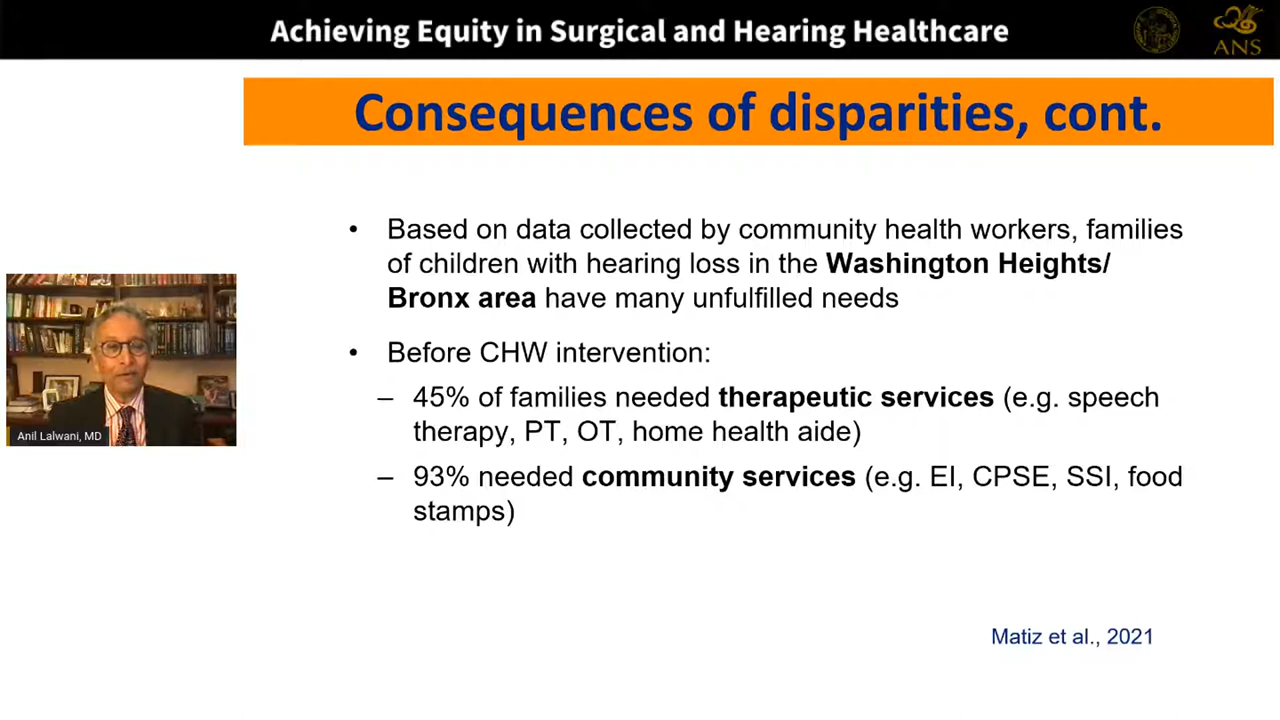 Achieving Equity in Surgical and Hearing Healthcare
ANS
Consequences of disparities, cont.
• Based on data collected by community health workers, families
of children with hearing loss in the Washington Heights/
Bronx area have many unfulfilled needs
• Before CHW intervention:
– 45% of families needed therapeutic services (e.g. speech
therapy, PT, OT, home health aide)
– 93% needed community services (e.g. EI, CPSE, SSI, food
stamps)
Anil Lalwani, MD
Matiz et al., 2021